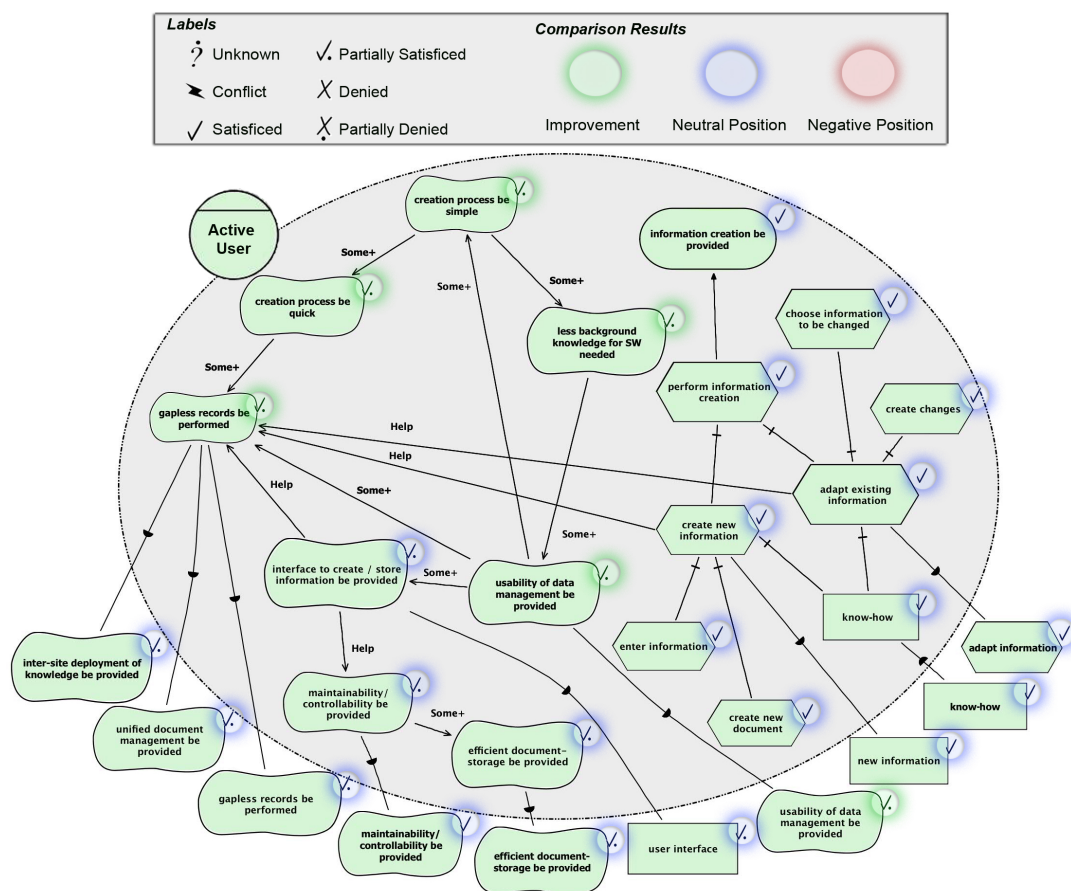 Labels
Comparison Results
Unknown
Partially Satisficed
Conflict
Denied
Satisficed
Partially Denied
Improvement
Neutral Position
Negative Position
Active
User
creation process be
simple
information creation be
provided
Some+
Some+
Some+
creation process be
quick
choose information
to be changed
less background
knowledge for SW
needed
Some+
perform information
creation
gapless records be
performed
create changes
Help
Help
Help
Some+
adapt existing
information
create new
information
Some+
interface to create / store
information be provided
Some+
usability of data
management be
provided
know-how
enter information
adapt information
Help
inter-site deployment of
knowledge be provided
maintainability/
controllability be
provided
know-how
Some+
create new
document
unified document
management be
provided
efficient document-
storage be provided
new information
gapless records be
performed
usability of data
management be
provided
maintainability/
controllability be
provided
user interface
efficient document-
storage be provided